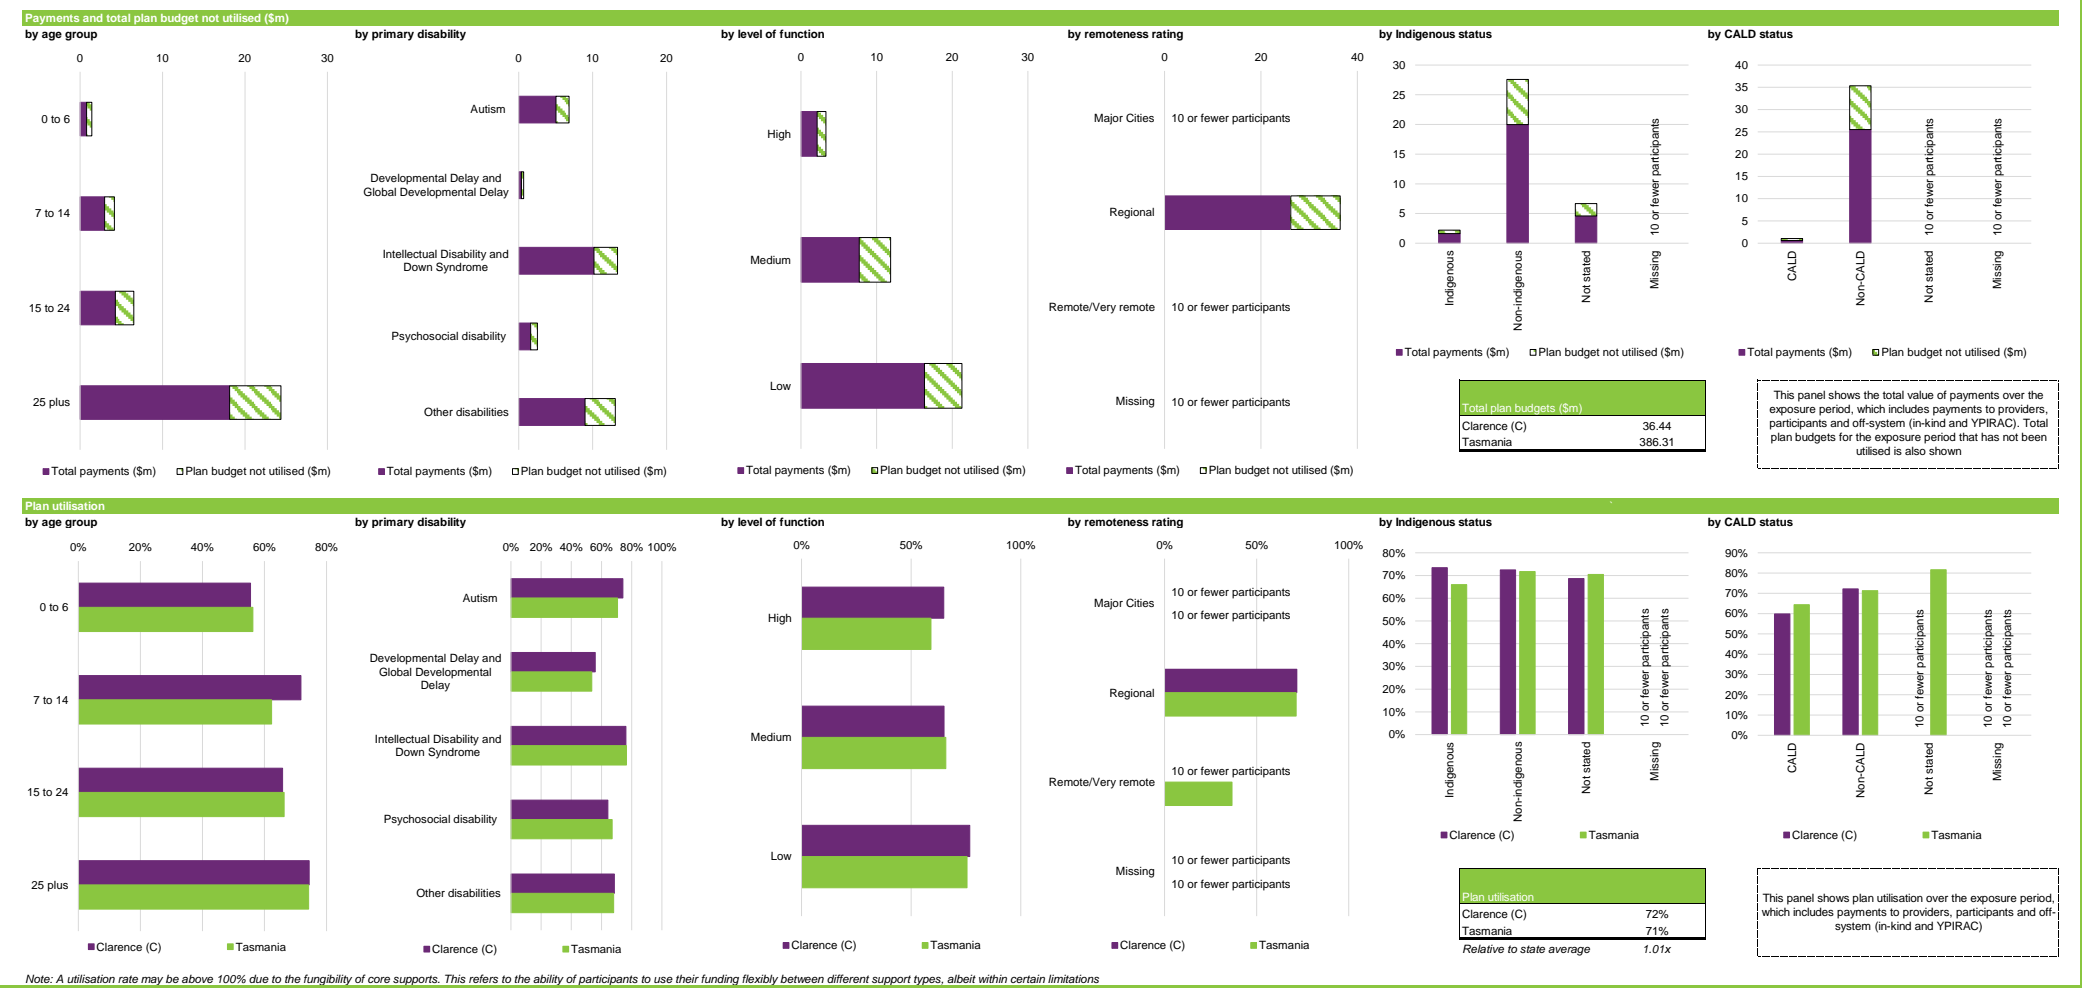 Payments and total plan budget not utilised ($m)
by age group
0 10 20 30
0 to 6
7 to 14
15 to 24
25 plus
Total payments ($m) Plan budget not utilised ($m)
by primary disability
0 10 20
Autism
Developmental Delay and
Global Developmental Delay
Intellectual Disability and
Down Syndrome
Psychosocial disability
Other disabilities
Total payments ($m) Plan budget not utilised ($m)
by level of function
0 10 20 30
High
Medium
Low
Total payments ($m) Plan budget not utilised ($m)
by remoteness rating
0 20 40
Major Cities 10 or fewer participants
Regional
Remote/Very remote 10 or fewer participants
Missing 10 or fewer participants
Total payments ($m) Plan budget not utilised ($m)
by Indigenous status
30
25
20
15
10
5
0
10 or fewer participants
Indigenous
Non-indigenous
Not stated
Missing
Total payments ($m) Plan budget not utilised ($m)
by CALD status
40
35
30
25
20
15
10
5
0
10 or fewer participants
10 or fewer participants
CALD
Non-CALD
Not stated
Missing
Total payments ($m) Plan budget not utilised ($m)
Total plan budgets ($m)
Clarence (C) 36.44
Tasmania 386.31
This panel shows the total value of payments over the
exposure period, which includes payments to providers,
participants and off-system (in-kind and YPIRAC). Total
plan budgets for the exposure period that has not been
utilised is also shown
Plan utilisation
by age group
0% 20% 40% 60% 80%
0 to 6
7 to 14
15 to 24
25 plus
Clarence (C) Tasmania
by primary disability
0% 20% 40% 60% 80% 100%
Autism
Developmental Delay and
Global Developmental
Delay
Intellectual Disability and
Down Syndrome
Psychosocial disability
Other disabilities
Clarence (C) Tasmania
by level of function
0% 50% 100%
High
Medium
Low
Clarence (C) Tasmania
by remoteness rating
0% 50% 100%
Major Cities
10 or fewer participants
10 or fewer participants
Regional
Remote/Very remote
10 or fewer participants
Missing
10 or fewer participants
10 or fewer participants
Clarence (C) Tasmania
by Indigenous status
80%
70%
60%
50%
40%
30%
20%
10%
0%
10 or fewer participants
10 or fewer participants
Indigenous
Non-indigenous
Not stated
Missing
Clarence (C) Tasmania
by CALD status
90%
80%
70%
60%
50%
40%
30%
20%
10%
0%
10 or fewer participants
10 or fewer participants
10 or fewer participants
CALD
Non-CALD
Not stated
Missing
Clarence (C) Tasmania
Plan utilisation
Clarence (C) 72%
Tasmania 71%
Relative to state average 1.01x
This panel shows plan utilisation over the exposure period,
which includes payments to providers, participants and off-
system (in-kind and YPIRAC)
Note: A utilisation rate may be above 100% due to the fungibility of core supports. This refers to the ability of participants to use their funding flexibly between different support types, albeit within certain limitations